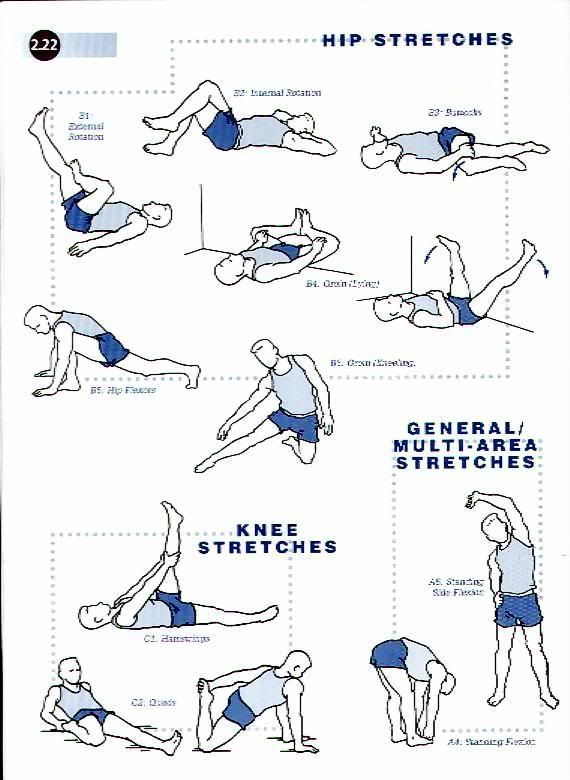 2.22
HIP STRETCHES
B1:
External
Rotation
B2: Internal Rotation
B3: Buttocks
B4: Groin (Lying)
B5: Hip Flexors
B6: Groin (Kneeling)
GENERAL/
MULTI-AREA
STRETCHES
KNEE
STRETCHES
C1: Hamstrings
C2: Quads
A5: Standing
Side Flexion
A4: Standing Flexion